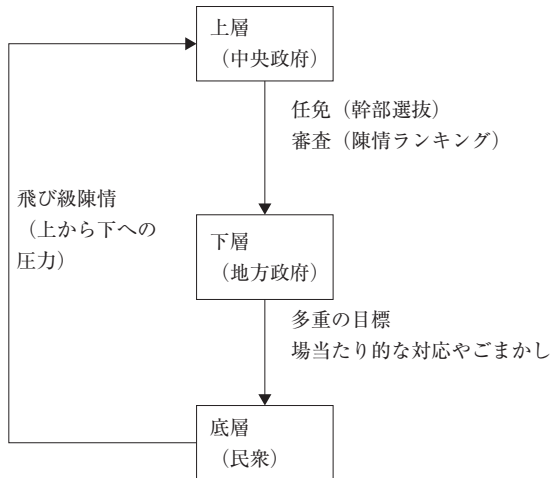 上層
（中央政府）
任免（幹部選抜）
審査（陳情ランキング）
飛び級陳情
（上から下への
圧力）
下層
（地方政府）
多重の目標
場当たり的な対応やごまかし
底層
（民衆）